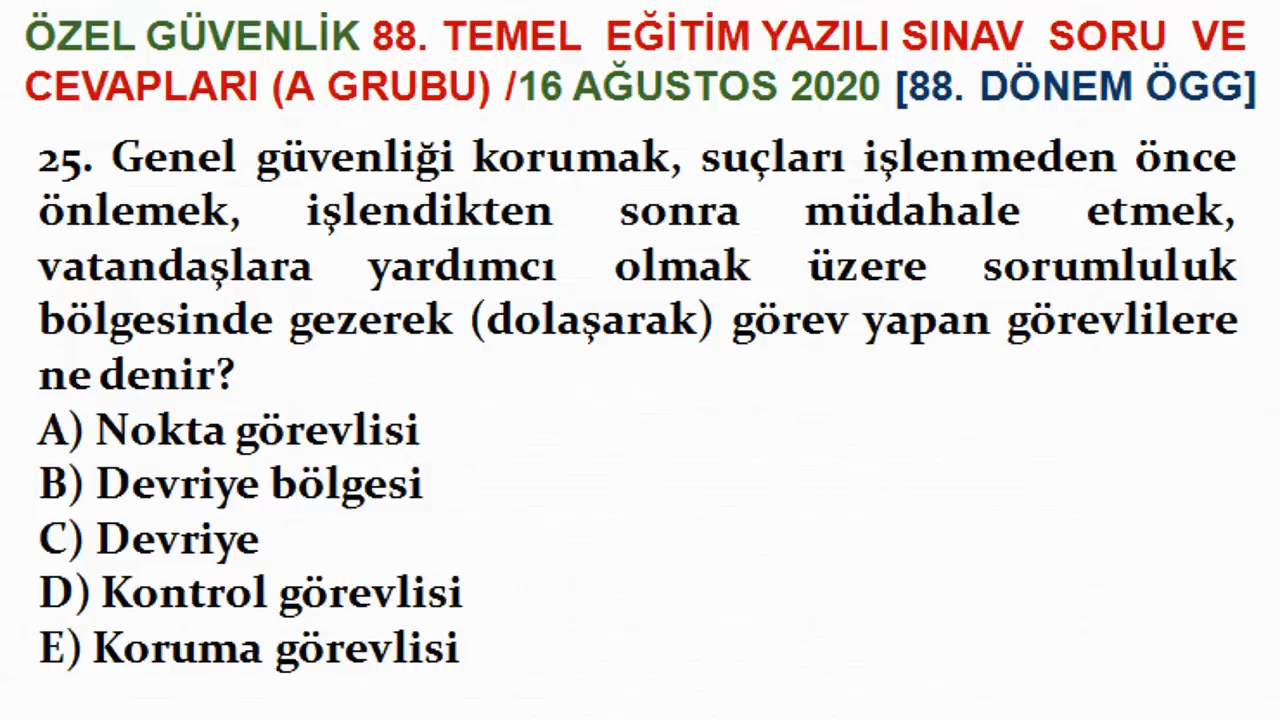 ÖZEL GÜVENLİK 88. TEMEL EĞİTİM YAZILI SINAV SORU VE
CEVAPLARI (A GRUBU) /16 AĞUSTOS 2020 [88. DÖNEM ÖGG]
25. Genel güvenliği korumak, suçları işlenmeden önce
önlemek, işlendikten sonra müdahale etmek,
vatandaşlara yardımcı olmak üzere sorumluluk
bölgesinde gezerek (dolaşarak) görev yapan görevlilere
ne denir?
A) Nokta görevlisi
B) Devriye bölgesi
C) Devriye
D) Kontrol görevlisi
E) Koruma görevlisi